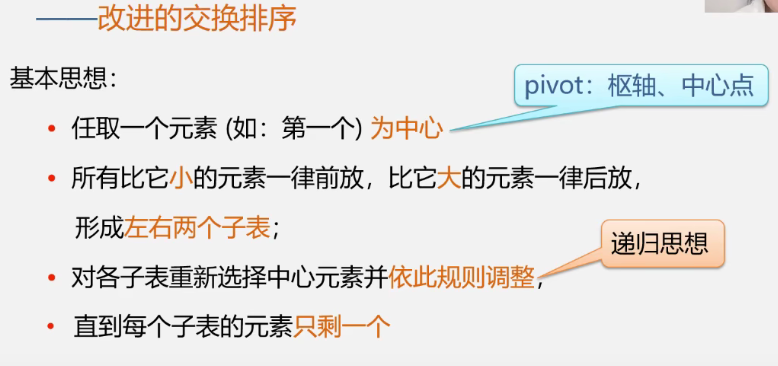 ——改进的交换排序
基本思想：
pivot：枢轴、中心点
• 任取一个元素 (如：第一个) 为中心
• 所有比它小的元素一律前放，比它大的元素一律后放，
形成左右两个子表；
递归思想
• 对各子表重新选择中心元素并依此规则调整，
• 直到每个子表的元素只剩一个